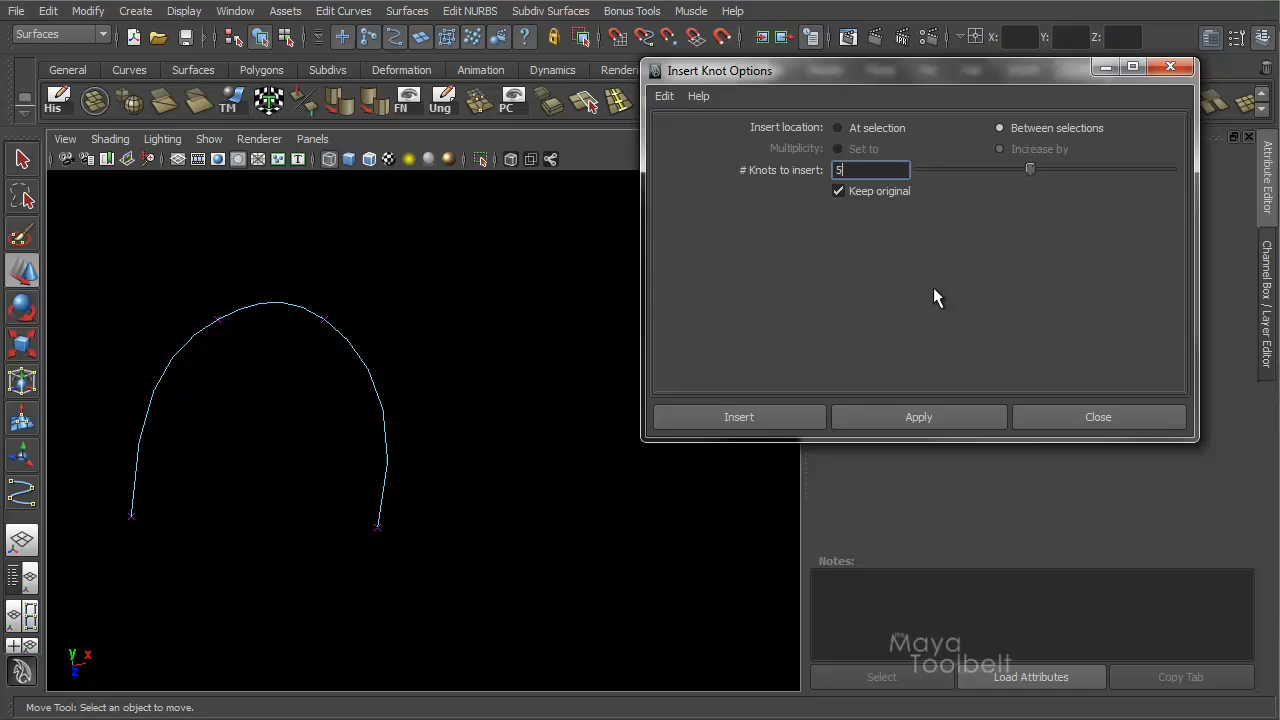 File Edit Modify Create Display Window Assets Edit Curves Surfaces Edit NURBS Subdiv Surfaces Bonus Tools Muscle Help
Surfaces X: Y: Z:
General Curves Surfaces Polygons Subdivs Deformation Animation Dynamics Renderi
His TM FN Ung PC
View Shading Lighting Show Renderer Panels
Insert Knot Options
Edit Help
Insert location: At selection Between selections
Multiplicity: Set to Increase by
# Knots to insert: 5
Keep original
Insert Apply Close
Attribute Editor
Channel Box / Layer Editor
Notes:
the Maya
Toolbelt
Select Load Attributes Copy Tab
y x
z
Move Tool: Select an object to move.